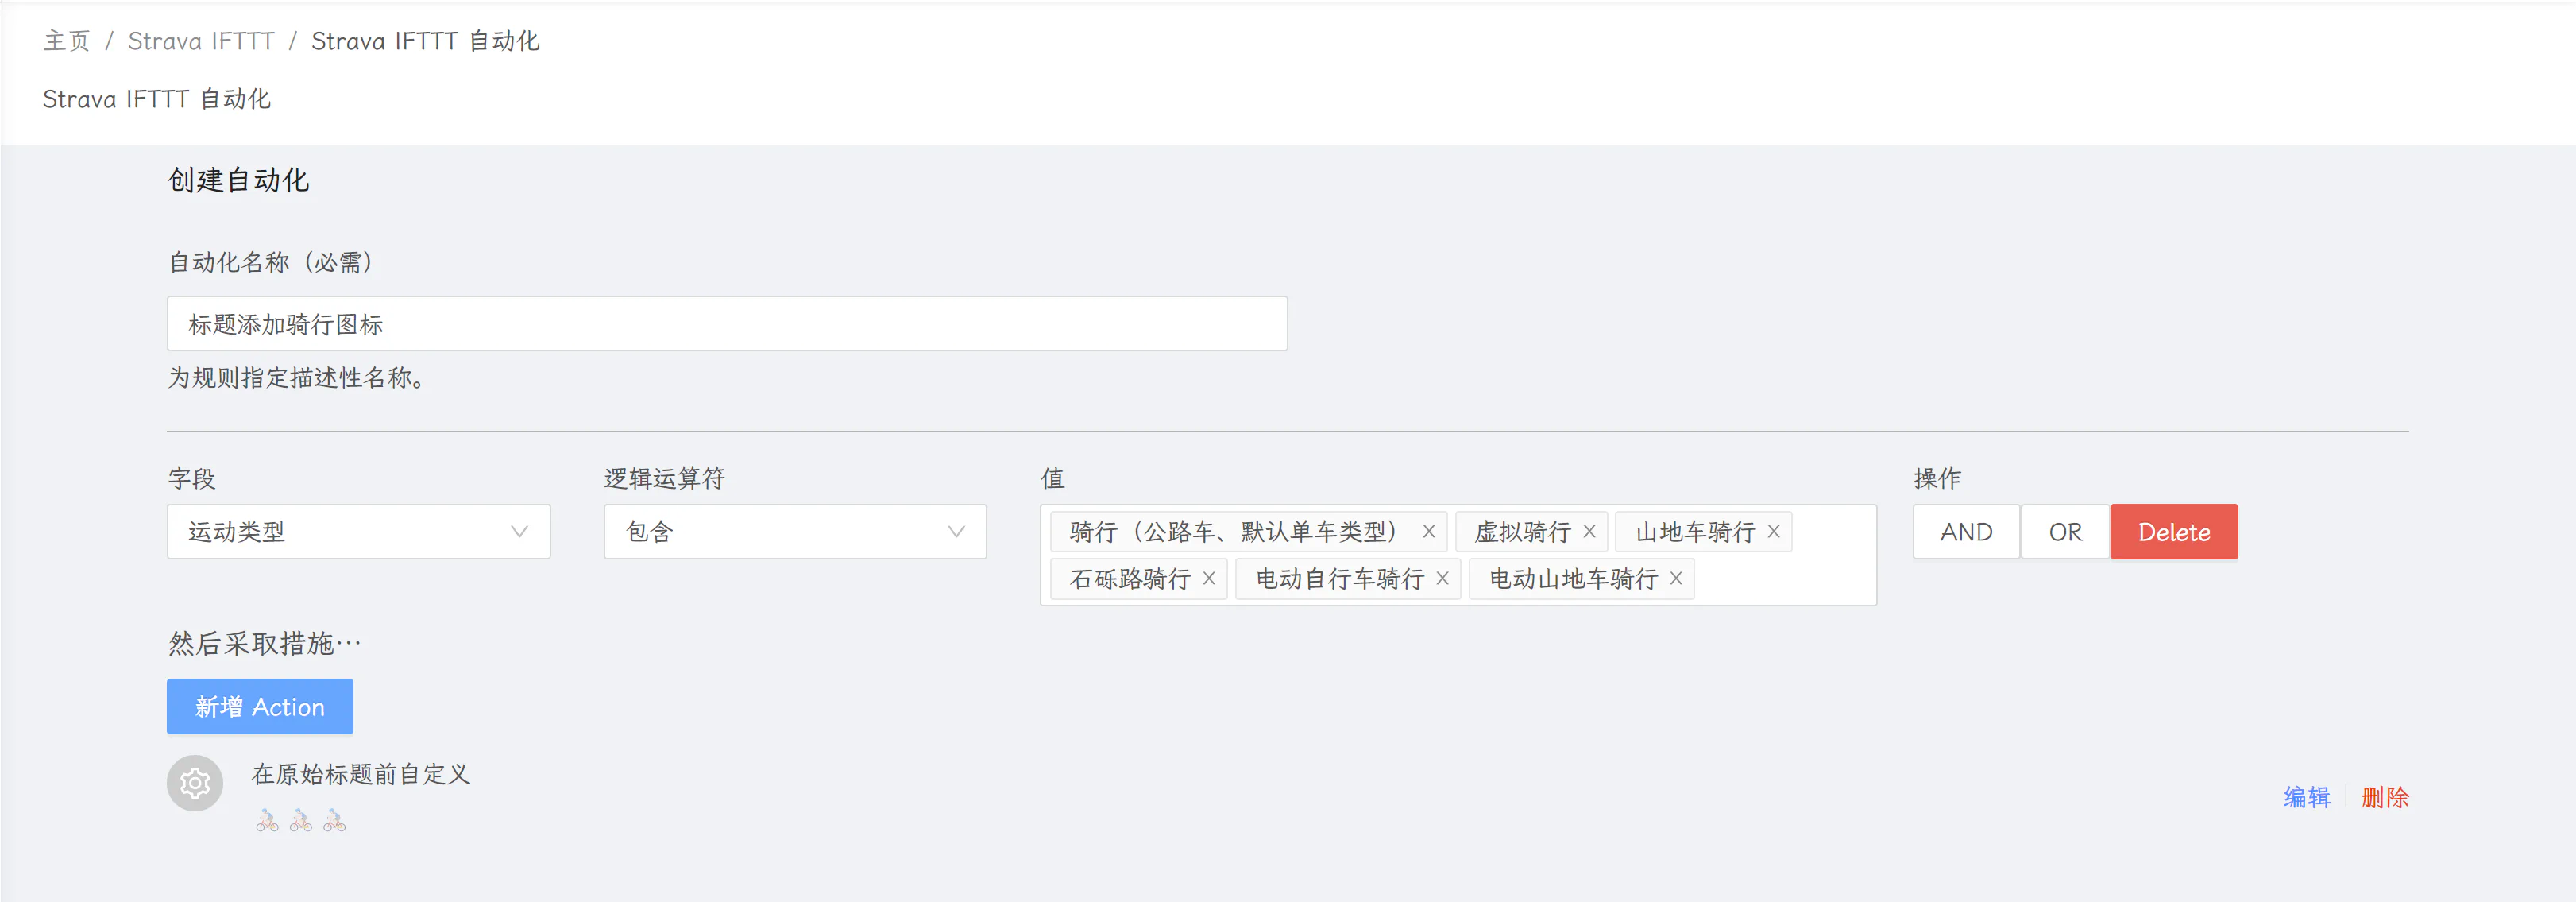 主页 / Strava IFTTT / Strava IFTTT 自动化
Strava IFTTT 自动化
创建自动化
自动化名称（必需）
标题添加骑行图标
为规则指定描述性名称。
字段 逻辑运算符 值 操作
运动类型 包含 骑行（公路车、默认单车类型） × 虚拟骑行 × 山地车骑行 × AND OR Delete
石砾路骑行 × 电动自行车骑行 × 电动山地车骑行 ×
然后采取措施…
新增 Action
在原始标题前自定义
🚴🚴🚴
编辑 删除